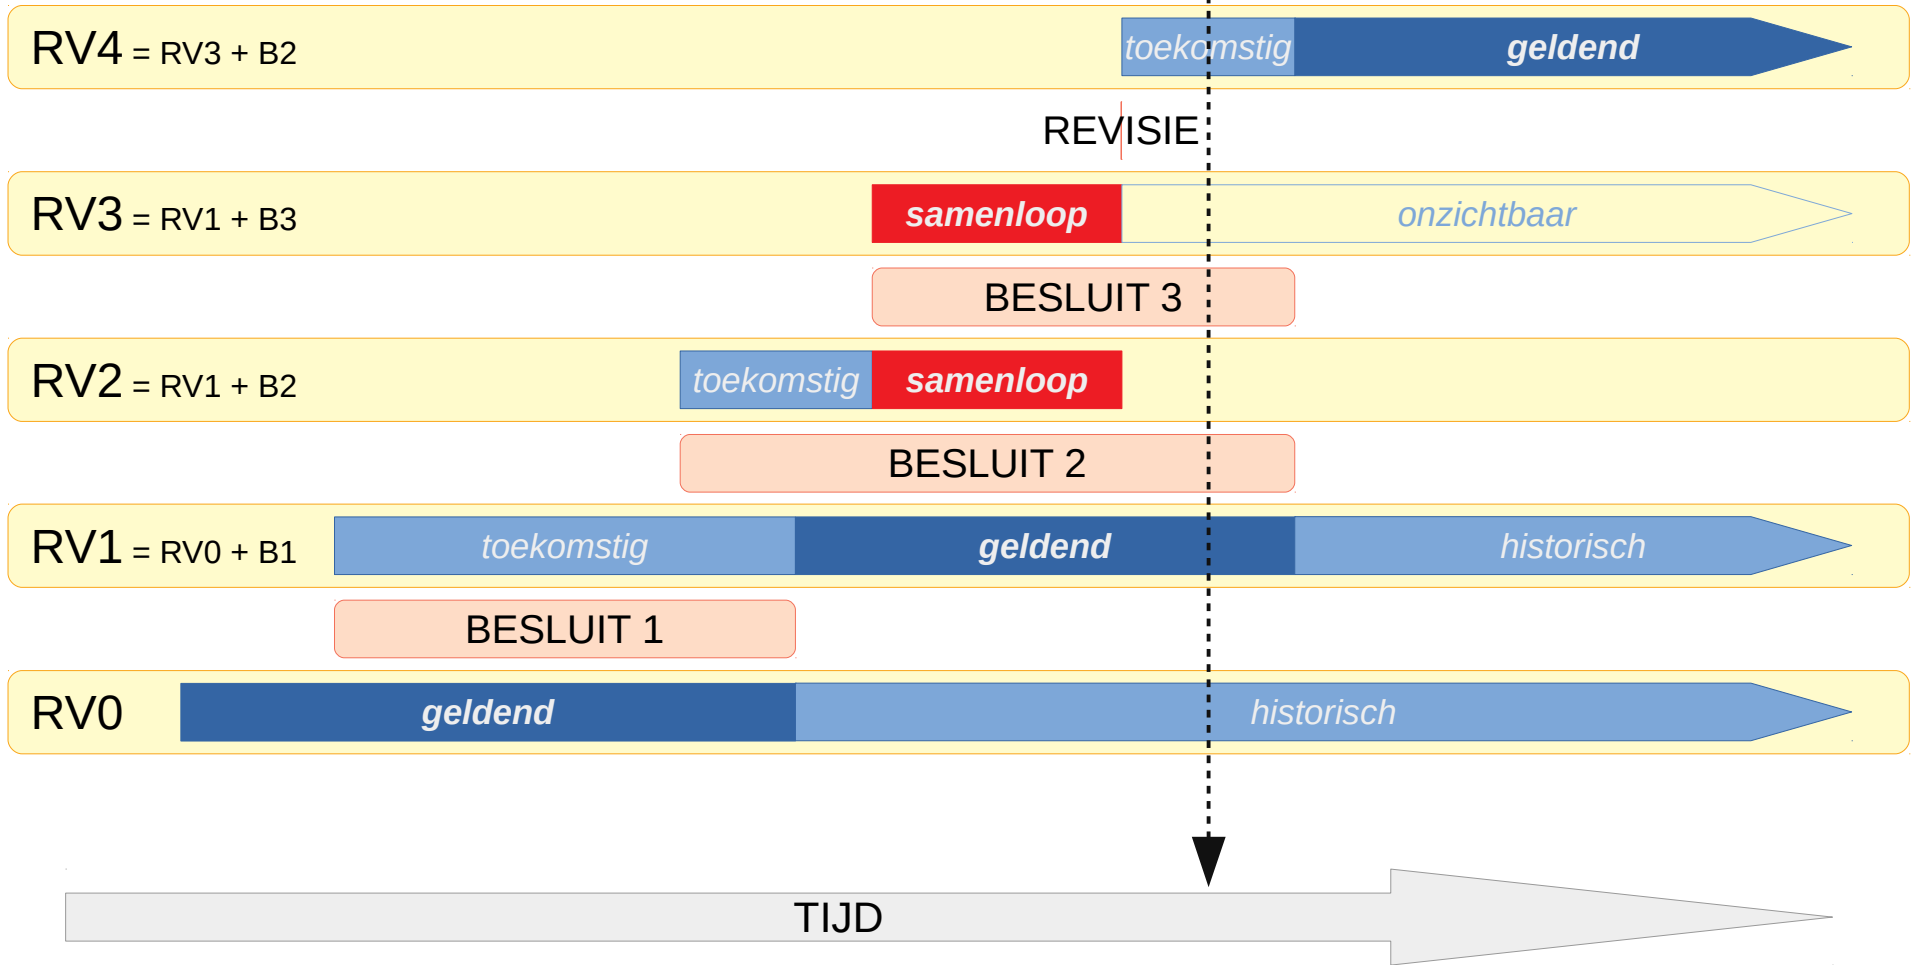 RV4 = RV3 + B2 toekomstig geldend
REVISIE
RV3 = RV1 + B3 samenloop onzichtbaar
BESLUIT 3
RV2 = RV1 + B2 toekomstig samenloop
BESLUIT 2
RV1 = RV0 + B1 toekomstig geldend historisch
BESLUIT 1
RV0 geldend historisch
TIJD